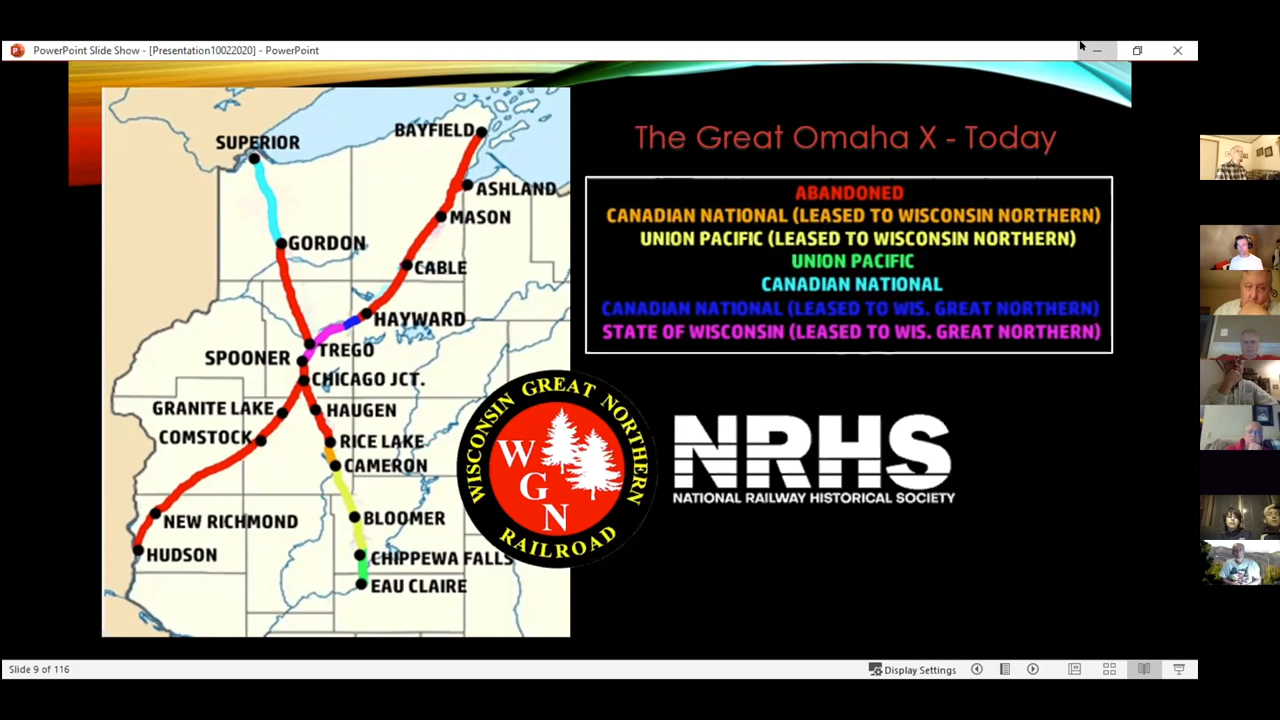 PowerPoint Slide Show - [Presentation10022020] - PowerPoint
The Great Omaha X - Today
ABANDONED
CANADIAN NATIONAL (LEASED TO WISCONSIN NORTHERN)
UNION PACIFIC (LEASED TO WISCONSIN NORTHERN)
UNION PACIFIC
CANADIAN NATIONAL
CANADIAN NATIONAL (LEASED TO WIS. GREAT NORTHERN)
STATE OF WISCONSIN (LEASED TO WIS. GREAT NORTHERN)
BAYFIELD
SUPERIOR
ASHLAND
MASON
GORDON
CABLE
HAYWARD
TREGO
SPOONER
CHICAGO JCT.
GRANITE LAKE
HAUGEN
COMSTOCK
RICE LAKE
CAMERON
BLOOMER
NEW RICHMOND
HUDSON
CHIPPEWA FALLS
EAU CLAIRE
WISCONSIN GREAT NORTHERN
W
G
N
RAILROAD
NRHS
NATIONAL RAILWAY HISTORICAL SOCIETY
Slide 9 of 116
Display Settings